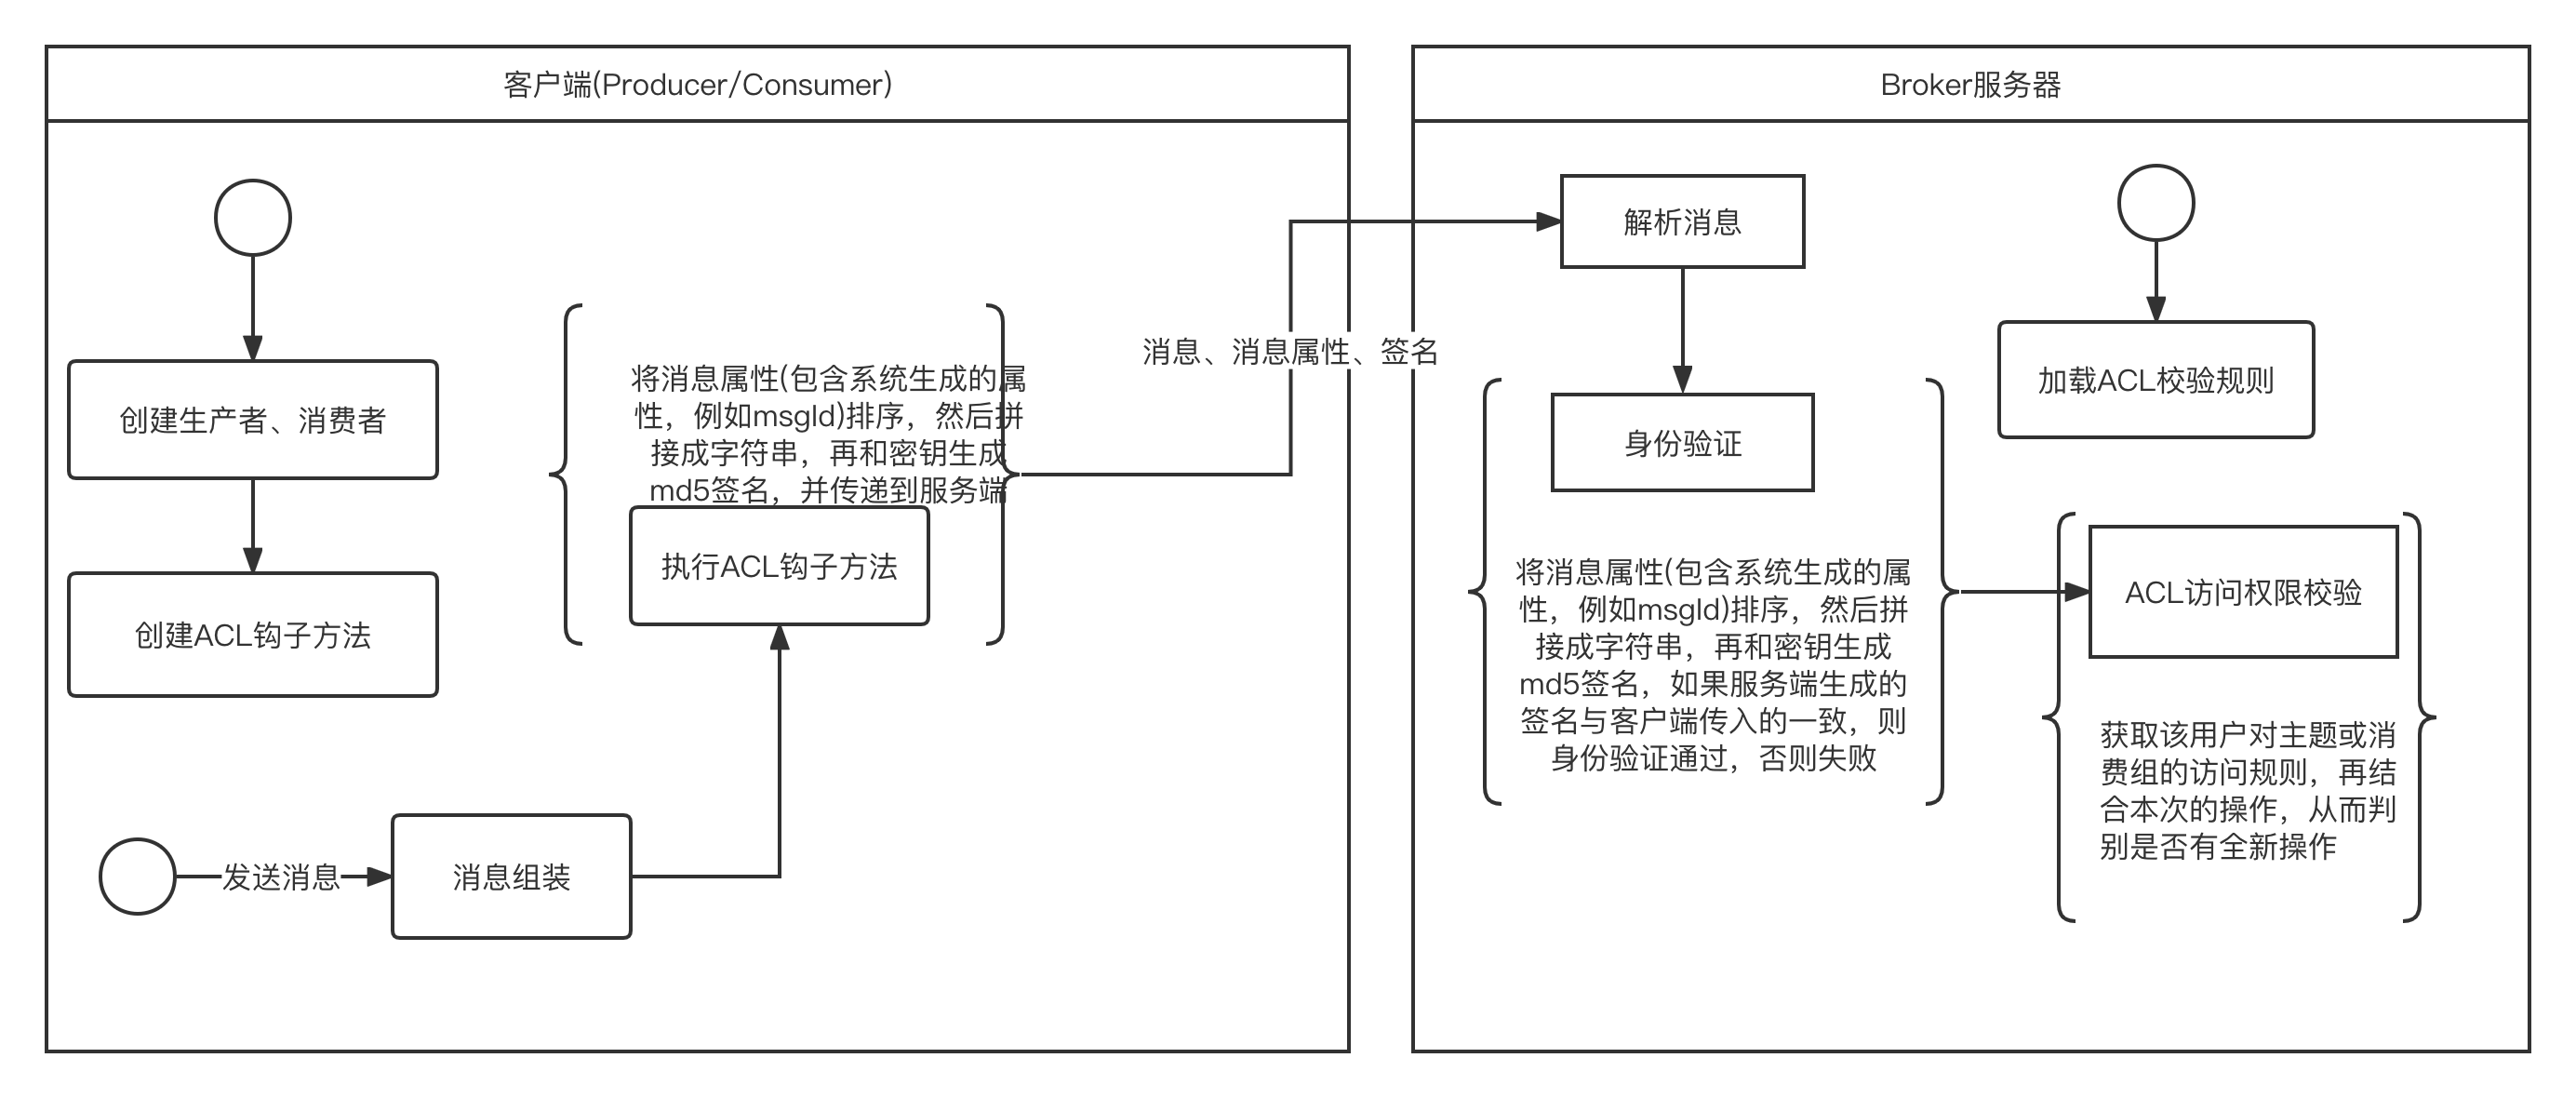 客户端(Producer/Consumer)
创建生产者、消费者
创建ACL钩子方法
将消息属性(包含系统生成的属
性，例如msgId)排序，然后拼
接成字符串，再和密钥生成
md5签名，并传递到服务端
执行ACL钩子方法
发送消息
消息组装
消息、消息属性、签名
Broker服务器
解析消息
身份验证
将消息属性(包含系统生成的属
性，例如msgId)排序，然后拼
接成字符串，再和密钥生成
md5签名，如果服务端生成的
签名与客户端传入的一致，则
身份验证通过，否则失败
加载ACL校验规则
ACL访问权限校验
获取该用户对主题或消
费组的访问规则，再结
合本次的操作，从而判
别是否有全新操作